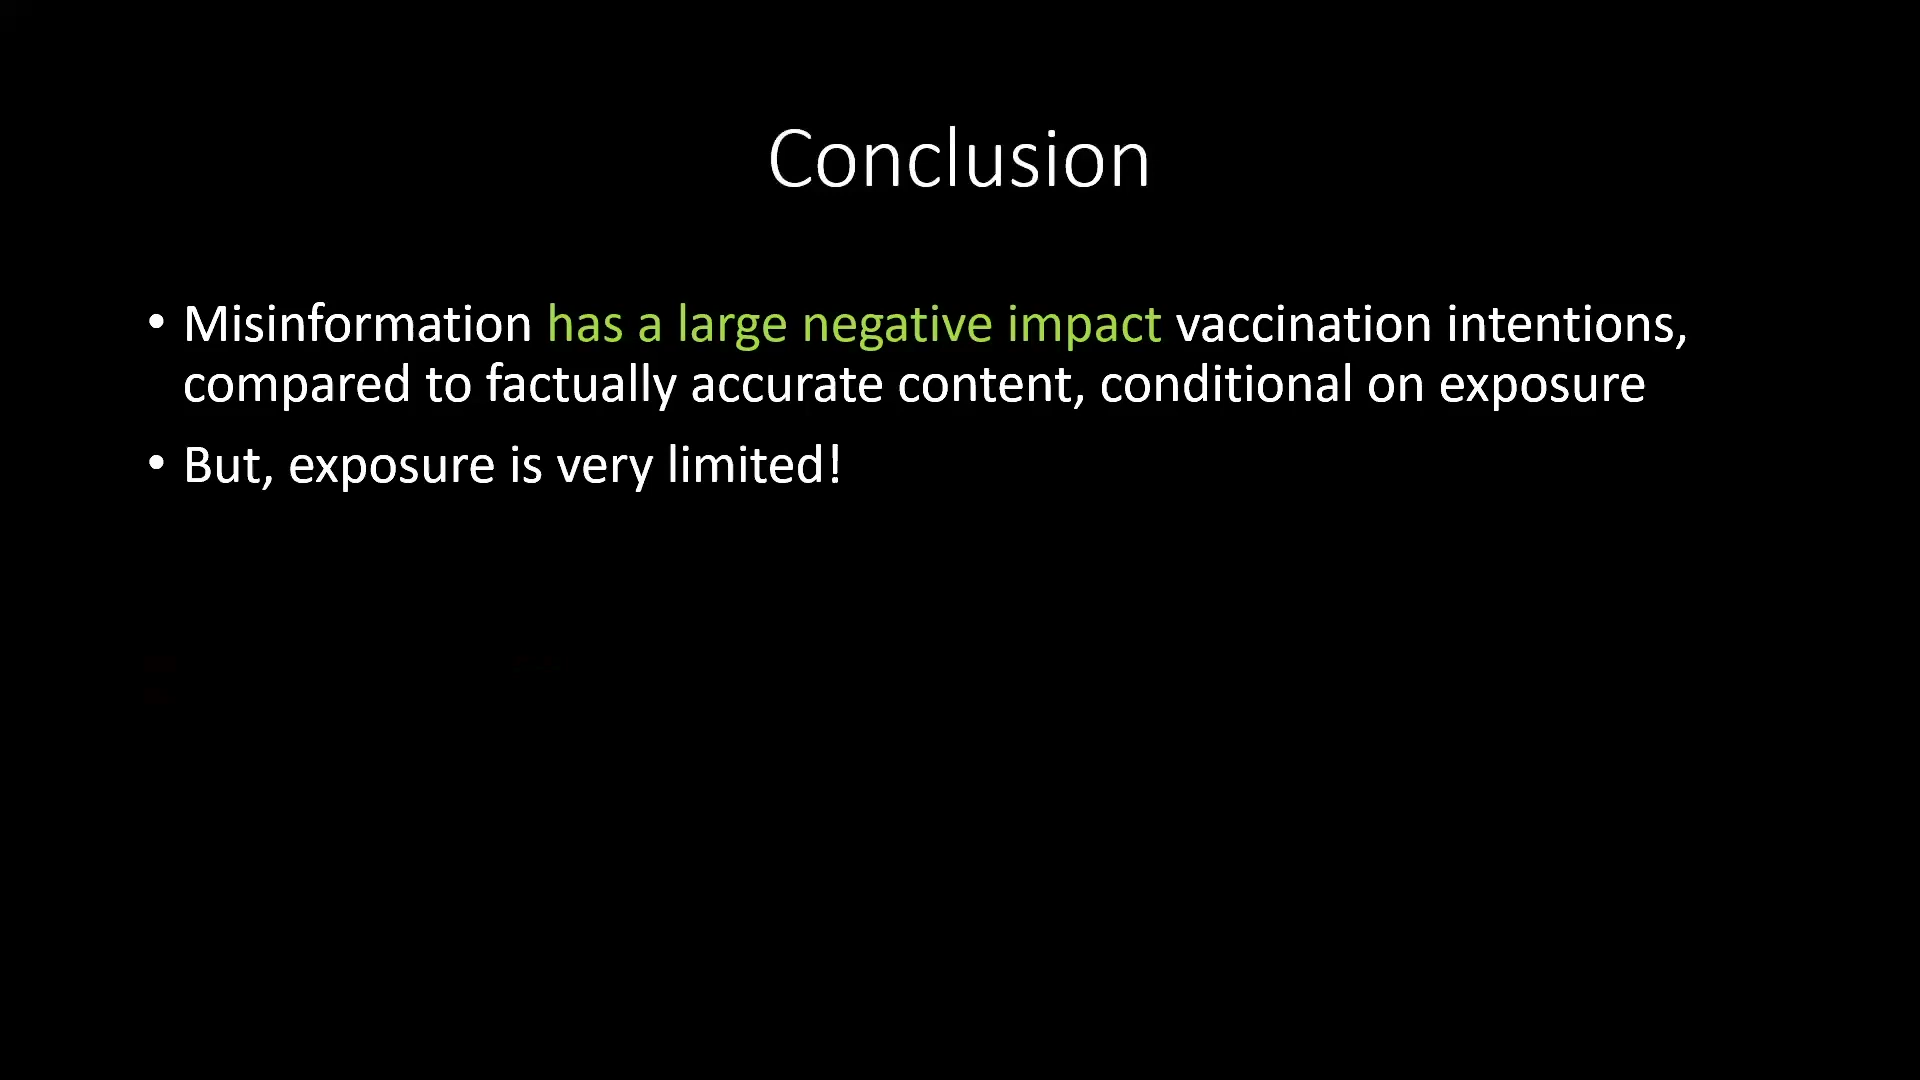 Conclusion
• Misinformation has a large negative impact vaccination intentions,
compared to factually accurate content, conditional on exposure
• But, exposure is very limited!